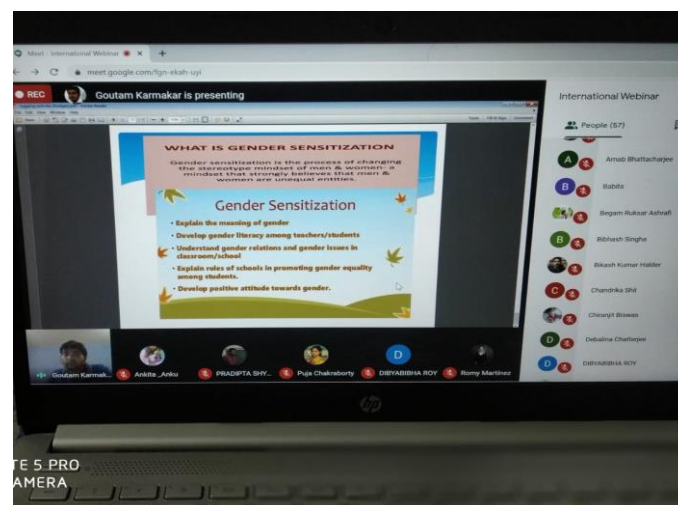 Meet - International Webinar
meet.google.com/fgn-ekah-uyi
REC
Goutam Karmakar is presenting
WHAT IS GENDER SENSITIZATION
Gender sensitization is the process of changing
the stereotype mindset of men & women- a
mindset that strongly believes that men &
women are unequal entities.
Gender Sensitization
• Explain the meaning of gender
• Develop gender literacy among teachers/students
• Understand gender relations and gender issues in
classroom/school
• Explain roles of schools in promoting gender equality
among students.
• Develop positive attitude towards gender.
Goutam Karmak...
Ankita _Anku
PRADIPTA SHY...
Puja Chakraborty
D
DIBYABIBHA ROY
Romy Martínez
International Webinar
People (57)
A
Arnab Bhattacharjee
B
Babita
Begam Ruksar Ashrafi
B
Bibhash Singha
Bikash Kumar Halder
C
Chandrika Shil
Chiranjit Biswas
D
Debalina Chatterjee
D
DIBYABIBHA ROY
hp
TE 5 PRO
AMERA